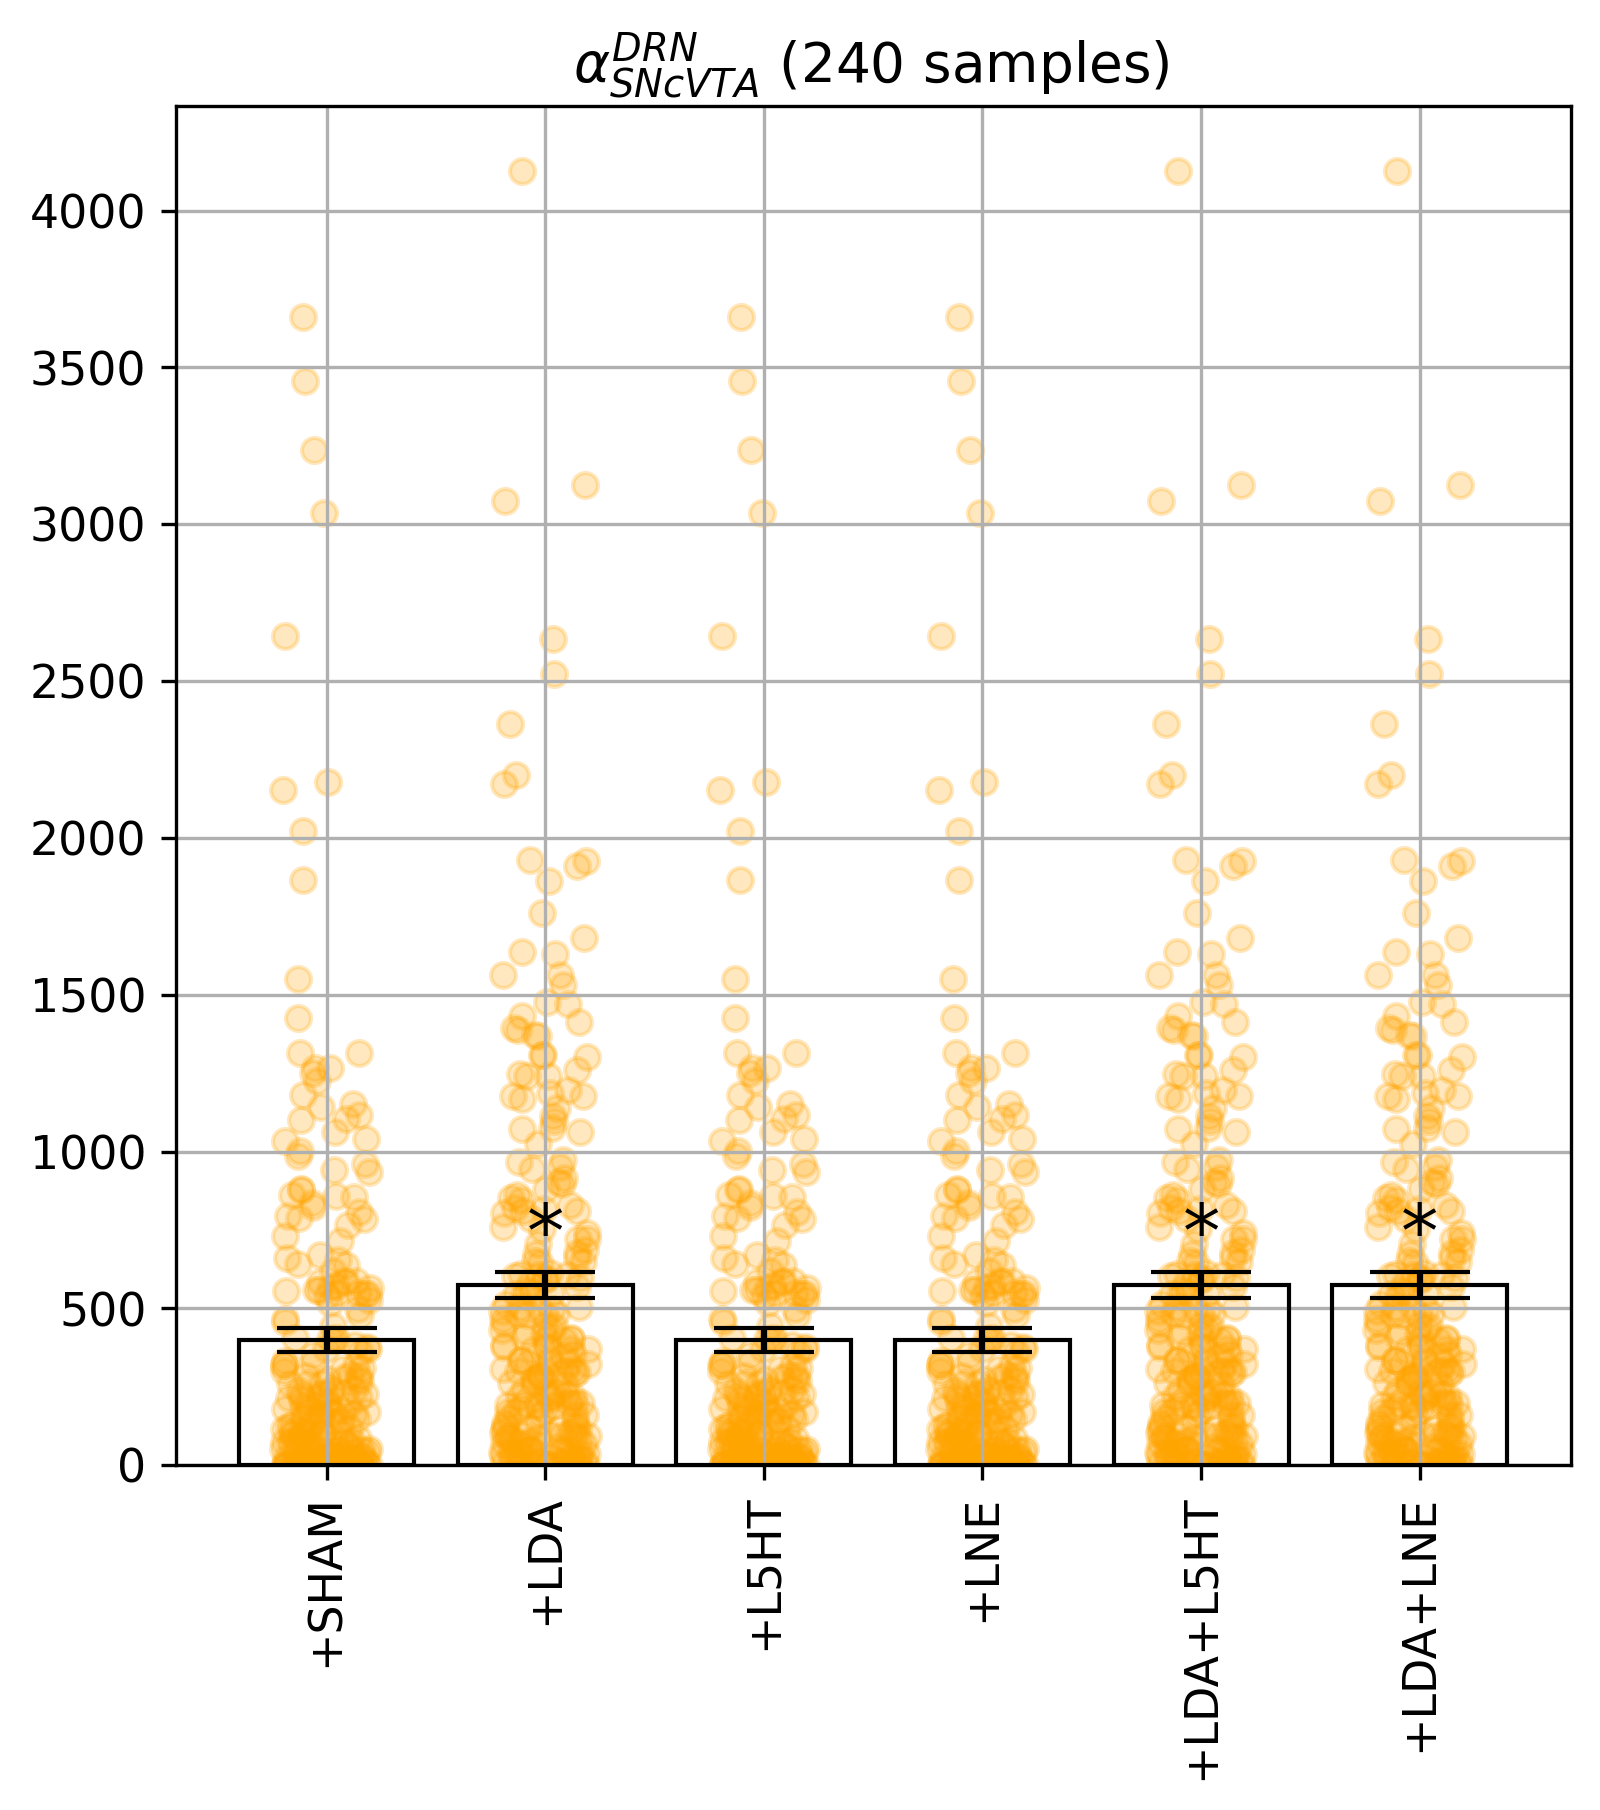 α^{DRN}_{SNcVTA} (240 samples)
4000
3500
3000
2500
2000
1500
1000
500
0
* * *
+SHAM
+LDA
+L5HT
+LNE
+LDA+L5HT
+LDA+LNE